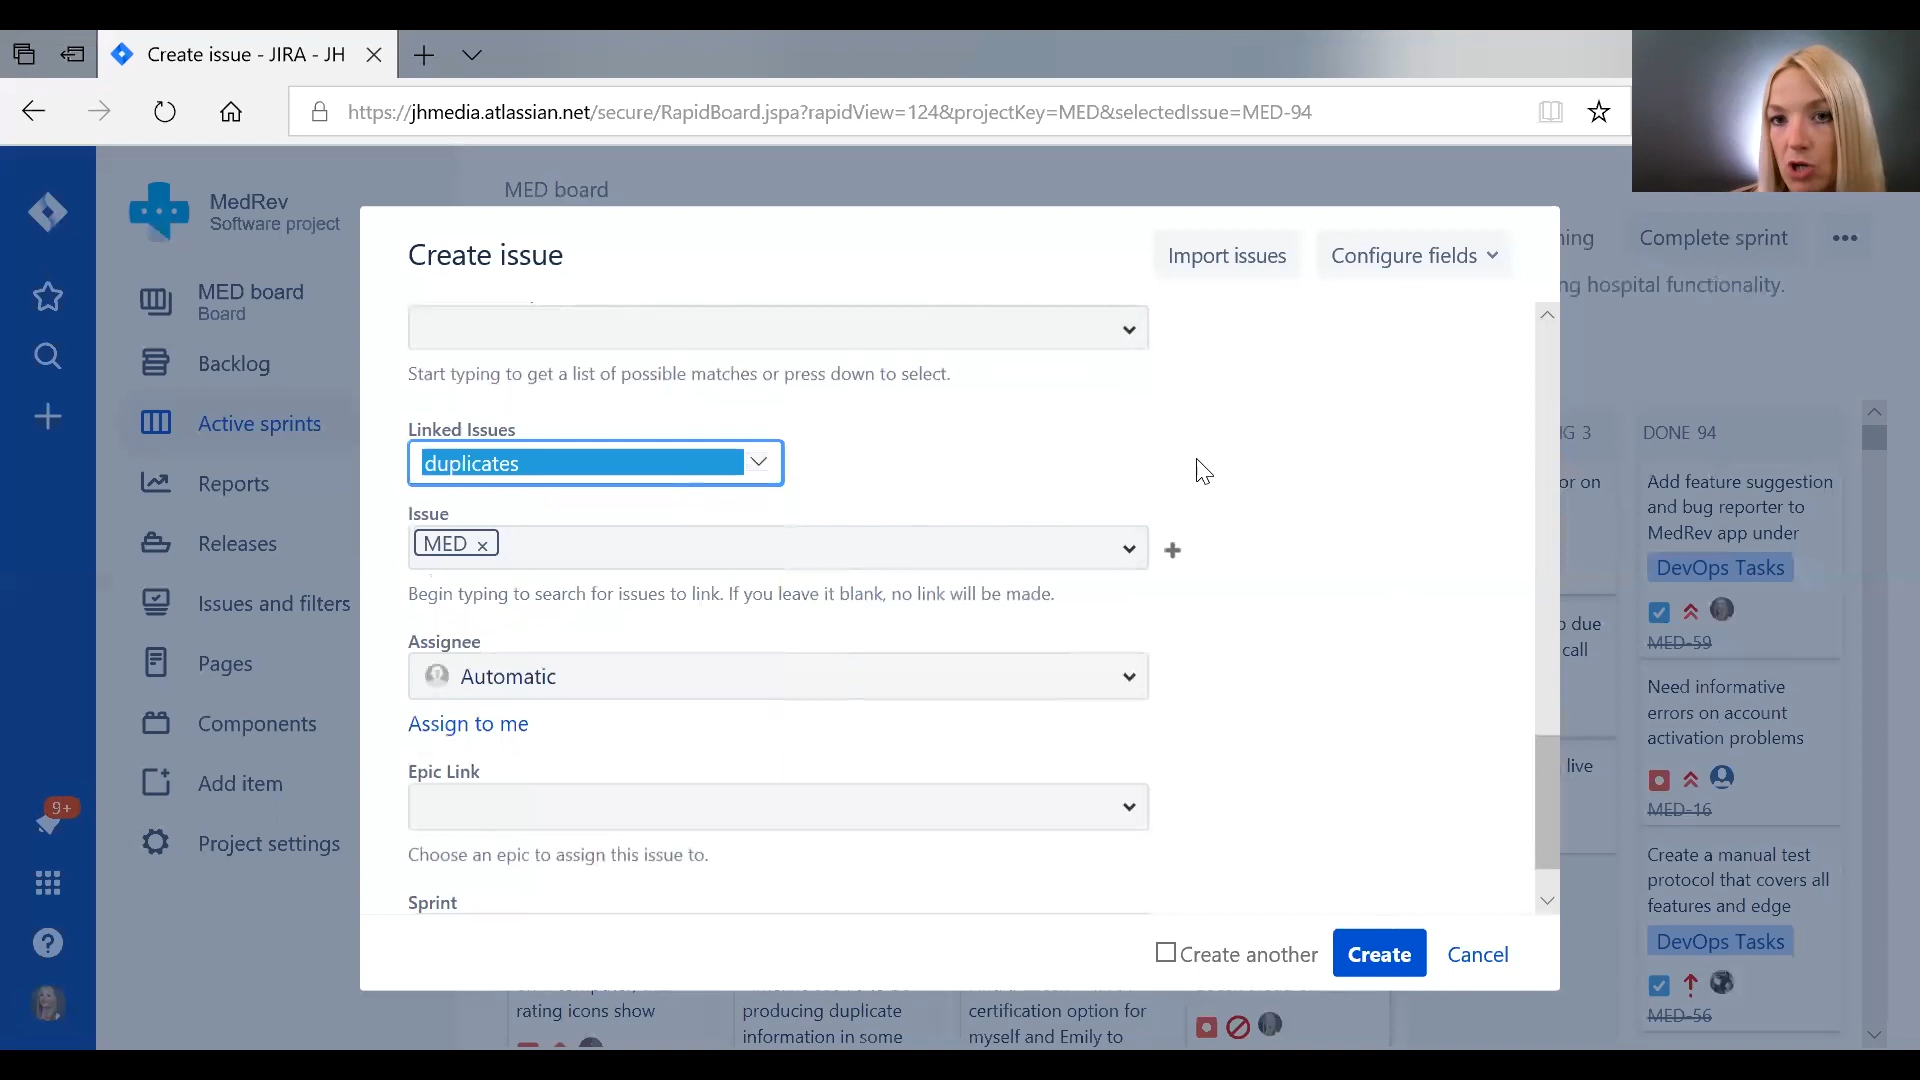 Create issue - JIRA - JH
https://jhmedia.atlassian.net/secure/RapidBoard.jspa?rapidView=124&projectKey=MED&selectedIssue=MED-94
MedRev
Software project
MED board
Board
Backlog
Active sprints
Reports
Releases
Issues and filters
Pages
Components
Add item
Project settings
9+
MED board
Complete sprint
ng hospital functionality.
Create issue
Import issues
Configure fields
Start typing to get a list of possible matches or press down to select.
Linked Issues
duplicates
Issue
MED
Begin typing to search for issues to link. If you leave it blank, no link will be made.
Assignee
Automatic
Assign to me
Epic Link
Choose an epic to assign this issue to.
Sprint
Create another
Create
Cancel
G 3
or on
due
call
live
DONE 94
Add feature suggestion
and bug reporter to
MedRev app under
DevOps Tasks
MED-59
Need informative
errors on account
activation problems
MED-16
Create a manual test
protocol that covers all
features and edge
DevOps Tasks
MED-56
rating icons show
producing duplicate
information in some
certification option for
myself and Emily to